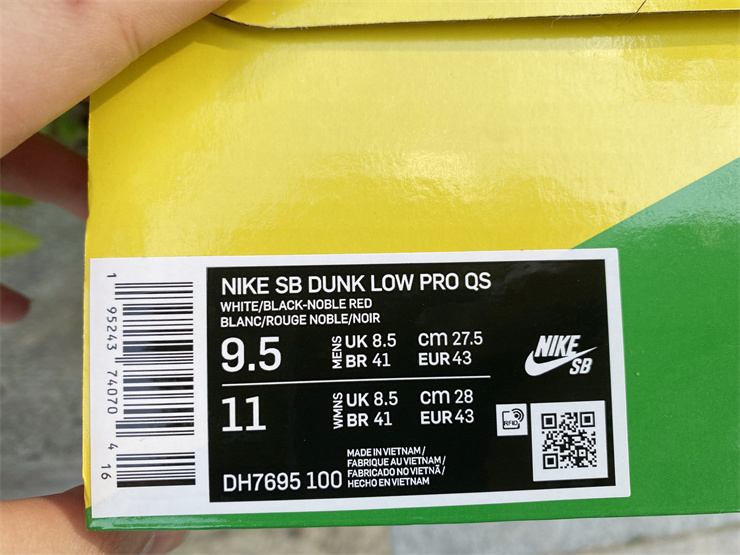 1 95243 74070 4 16
NIKE SB DUNK LOW PRO QS
WHITE/BLACK-NOBLE RED
BLANC/ROUGE NOBLE/NOIR
9.5
MENS
UK 8.5 cm 27.5
BR 41 EUR 43
NIKE
SB
11
WMNS
UK 8.5 cm 28
BR 41 EUR 43
RFID
DH7695 100
MADE IN VIETNAM /
FABRIQUE AU VIETNAM /
FABRICADO NO VIETNÃ /
HECHO EN VIETNAM